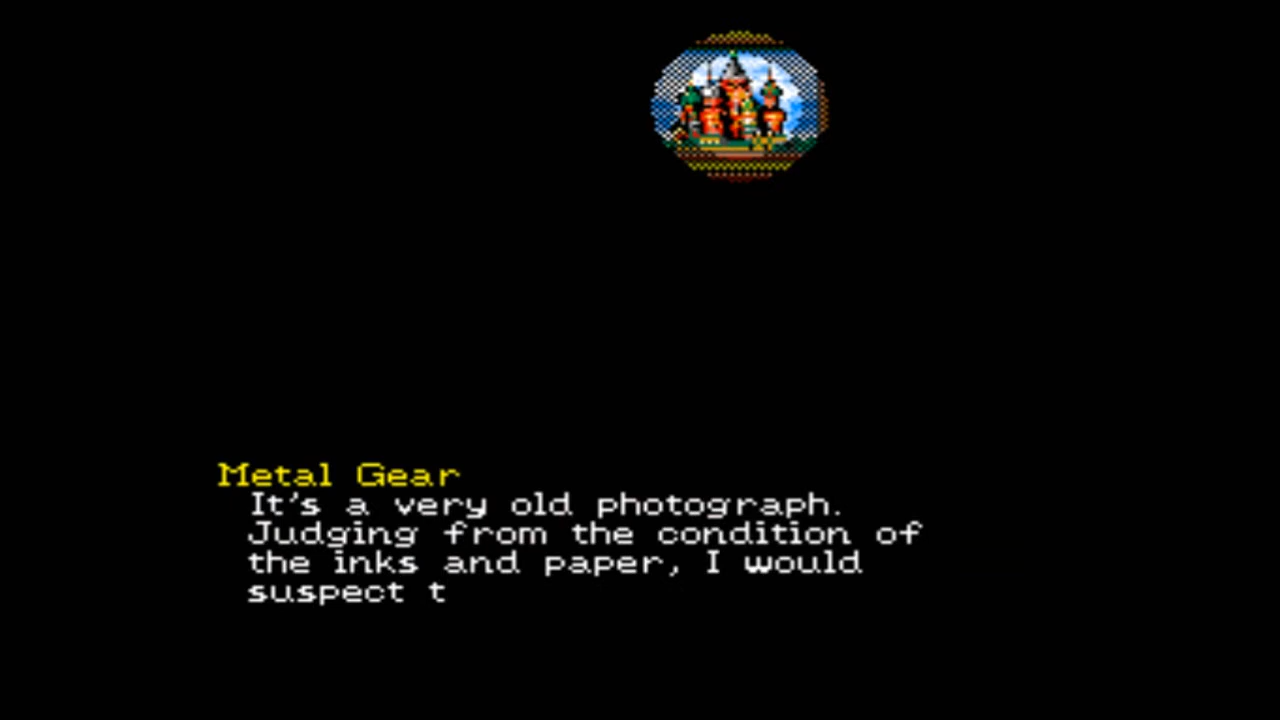 Metal Gear
It's a very old photograph.
Judging from the condition of
the inks and paper, I would
suspect t